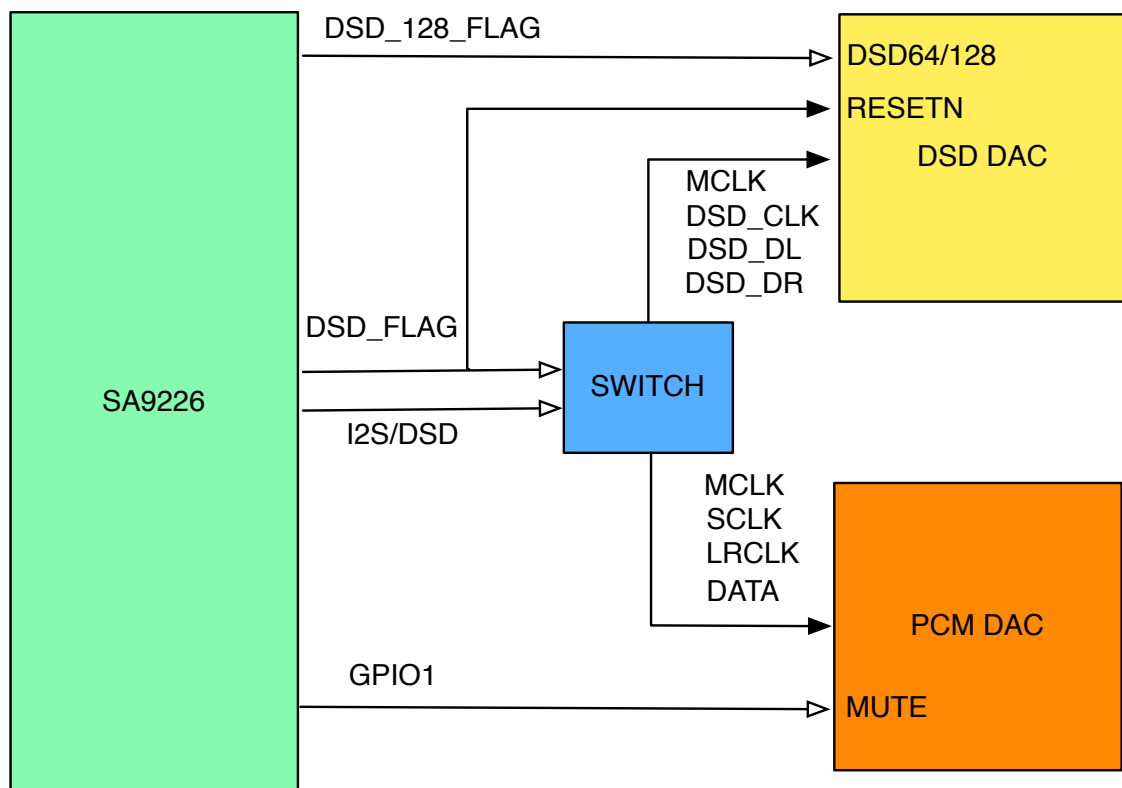 DSD_128_FLAG
DSD64/128
RESETN
DSD DAC
MCLK
DSD_CLK
DSD_DL
DSD_DR
DSD_FLAG
SWITCH
SA9226
I2S/DSD
MCLK
SCLK
LRCLK
DATA
PCM DAC
GPIO1
MUTE